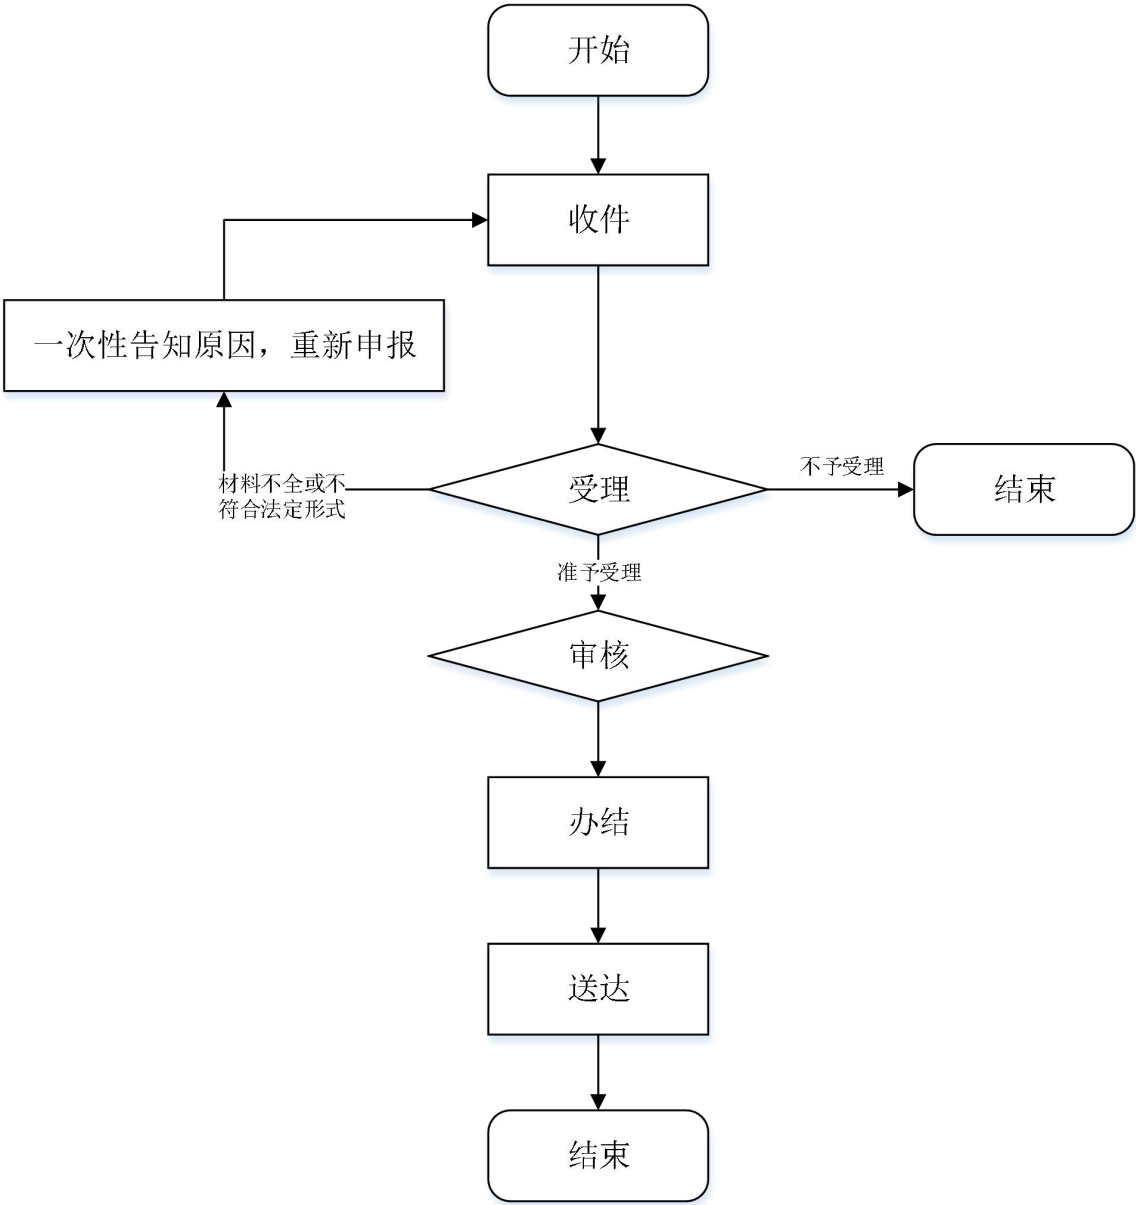 开始
收件
一次性告知原因，重新申报
材料不全或不
符合法定形式
受理
不予受理
结束
准予受理
审核
办结
送达
结束